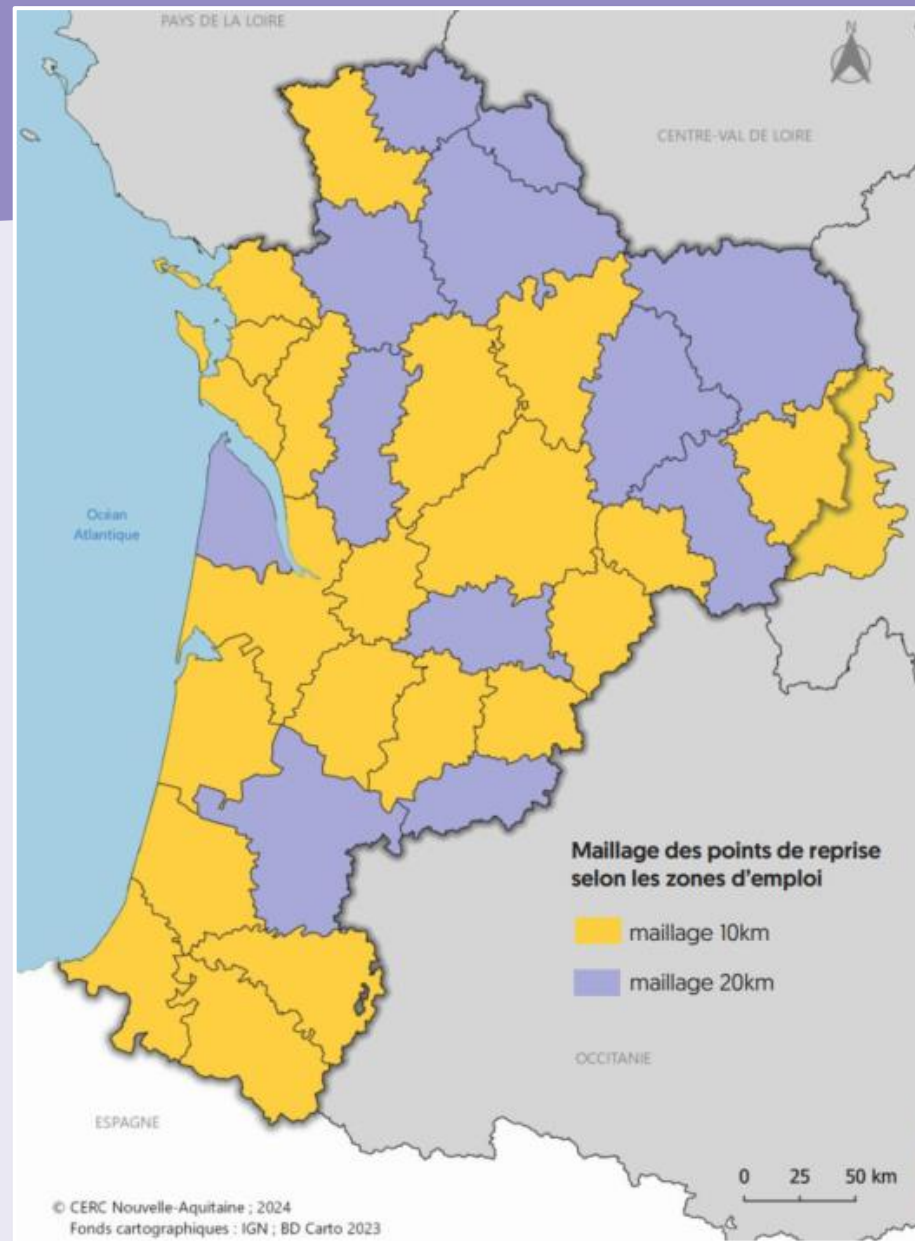 PAYS DE LA LOIRE
N
CENTRE-VAL DE LOIRE
Océan
Atlantique
Maillage des points de reprise
selon les zones d'emploi
maillage 10km
maillage 20km
OCCITANIE
ESPAGNE
0 25 50 km
© CERC Nouvelle-Aquitaine ; 2024
Fonds cartographiques : IGN ; BD Carto 2023